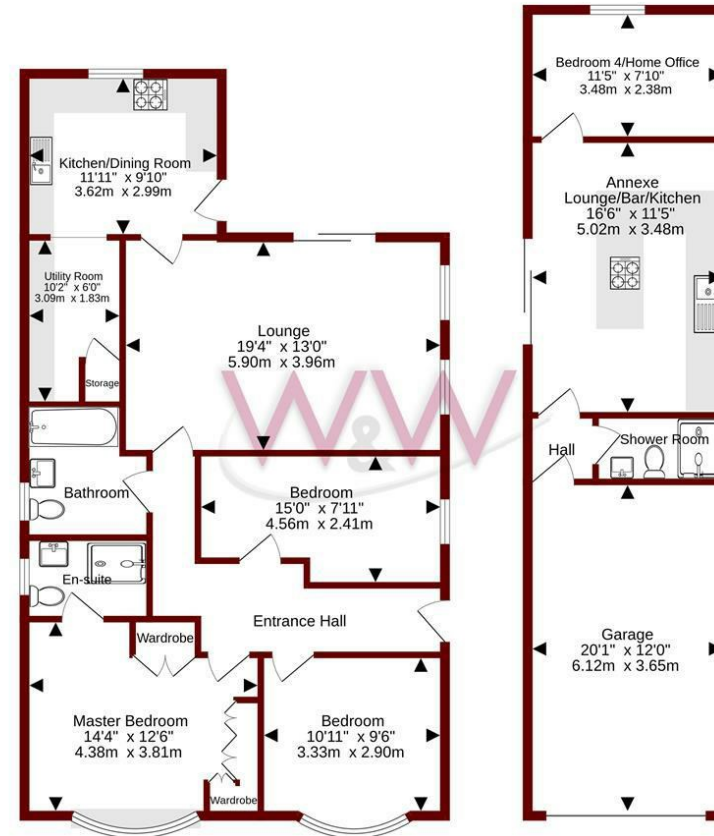 Kitchen/Dining Room
11'11" x 9'10"
3.62m x 2.99m
Utility Room
10'2" x 6'0"
3.09m x 1.83m
Storage
Lounge
19'4" x 13'0"
5.90m x 3.96m
W&W
Bathroom
Bedroom
15'0" x 7'11"
4.56m x 2.41m
En-suite
Entrance Hall
Wardrobe
Master Bedroom
14'4" x 12'6"
4.38m x 3.81m
Wardrobe
Bedroom
10'11" x 9'6"
3.33m x 2.90m
Bedroom 4/Home Office
11'5" x 7'10"
3.48m x 2.38m
Annexe
Lounge/Bar/Kitchen
16'6" x 11'5"
5.02m x 3.48m
Hall
Shower Room
Garage
20'1" x 12'0"
6.12m x 3.65m